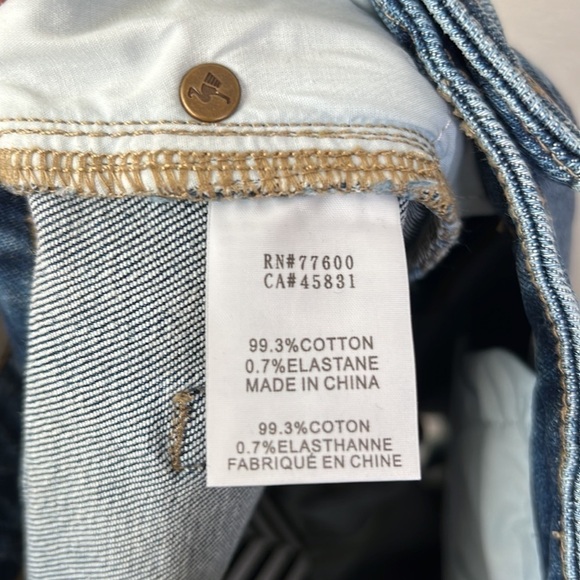 RN#77600
CA#45831
99.3%COTTON
0.7%ELASTANE
MADE IN CHINA
99.3%COTON
0.7%ELASTHANNE
FABRIQUÉ EN CHINE